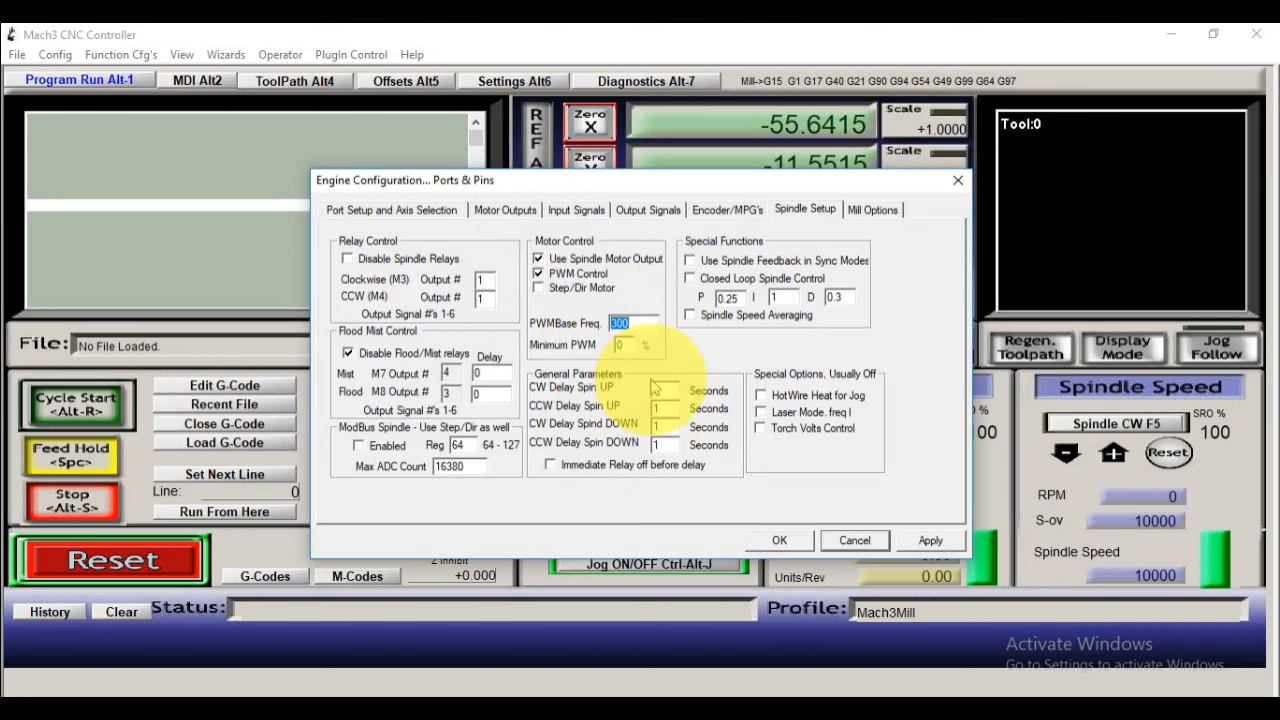 Mach3 CNC Controller
File Config Function Cfg's View Wizards Operator PlugIn Control Help
Program Run Alt-1 MDI Alt2 ToolPath Alt4 Offsets Alt5 Settings Alt6 Diagnostics Alt-7 Mill->G15 G1 G17 G40 G21 G90 G94 G54 G49 G99 G64 G97
REF A
Zero X
-55.6415
Scale
+1.0000
Zero
-11.5515
Scale
Tool:0
Engine Configuration... Ports & Pins
Port Setup and Axis Selection Motor Outputs Input Signals Output Signals Encoder/MPG's Spindle Setup Mill Options
Relay Control
Disable Spindle Relays
Clockwise (M3) Output # 1
CCW (M4) Output # 1
Output Signal #'s 1-6
Flood Mist Control
Disable Flood/Mist relays Delay
Mist M7 Output # 4 0
Flood M8 Output # 3 0
Output Signal #'s 1-6
ModBus Spindle - Use Step/Dir as well
Enabled Reg 64 64 - 127
Max ADC Count 16380
Motor Control
Use Spindle Motor Output
PWM Control
Step/Dir Motor
PWMBase Freq. 300
Minimum PWM 0 %
General Parameters
CW Delay Spin UP Seconds
CCW Delay Spin UP 1 Seconds
CW Delay Spind DOWN 1 Seconds
CCW Delay Spin DOWN 1 Seconds
Immediate Relay off before delay
Special Functions
Use Spindle Feedback in Sync Modes
Closed Loop Spindle Control
P 0.25 I 1 D 0.3
Spindle Speed Averaging
Special Options, Usually Off
HotWire Heat for Jog
Laser Mode. freq
Torch Volts Control
OK Cancel Apply
File: No File Loaded.
Cycle Start
<Alt-R>
Feed Hold
<Spc>
Stop
<Alt-S>
Reset
Edit G-Code
Recent File
Close G-Code
Load G-Code
Set Next Line
Line: 0
Run From Here
G-Codes M-Codes
Z Inhibit
+0.000
Jog ON/OFF Ctrl-Alt-J
Units/Rev 0.00
Regen. Toolpath
Display Mode
Jog Follow
Spindle Speed
Spindle CW F5
SRO %
100
Reset
RPM 0
S-ov 10000
Spindle Speed
10000
History Clear Status: Profile: Mach3Mill
Activate Windows
Go to Settings to activate Windows.